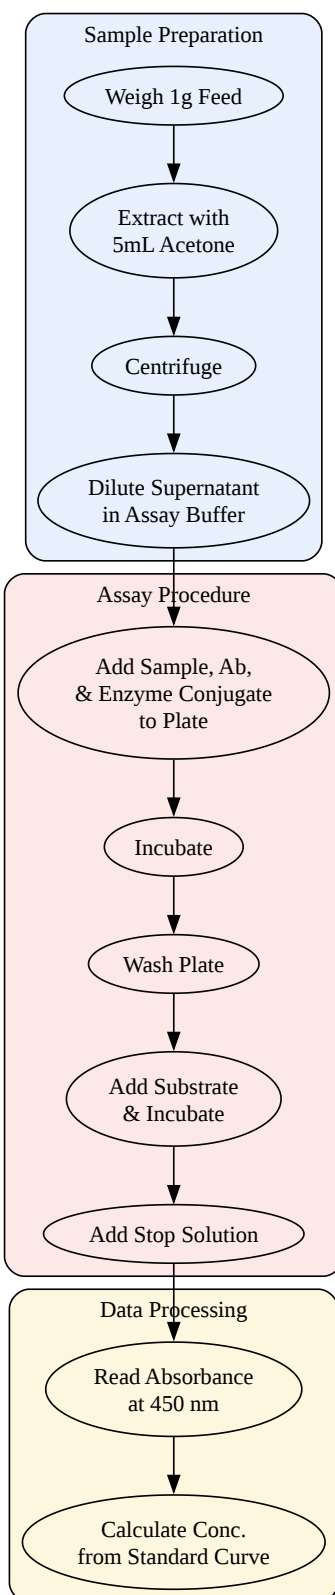 Sample Preparation
Weigh 1g Feed
Extract with
5mL Acetone
Centrifuge
Dilute Supernatant
in Assay Buffer
Assay Procedure
Add Sample, Ab,
& Enzyme Conjugate
to Plate
Incubate
Wash Plate
Add Substrate
& Incubate
Add Stop Solution
Data Processing
Read Absorbance
at 450 nm
Calculate Conc.
from Standard Curve